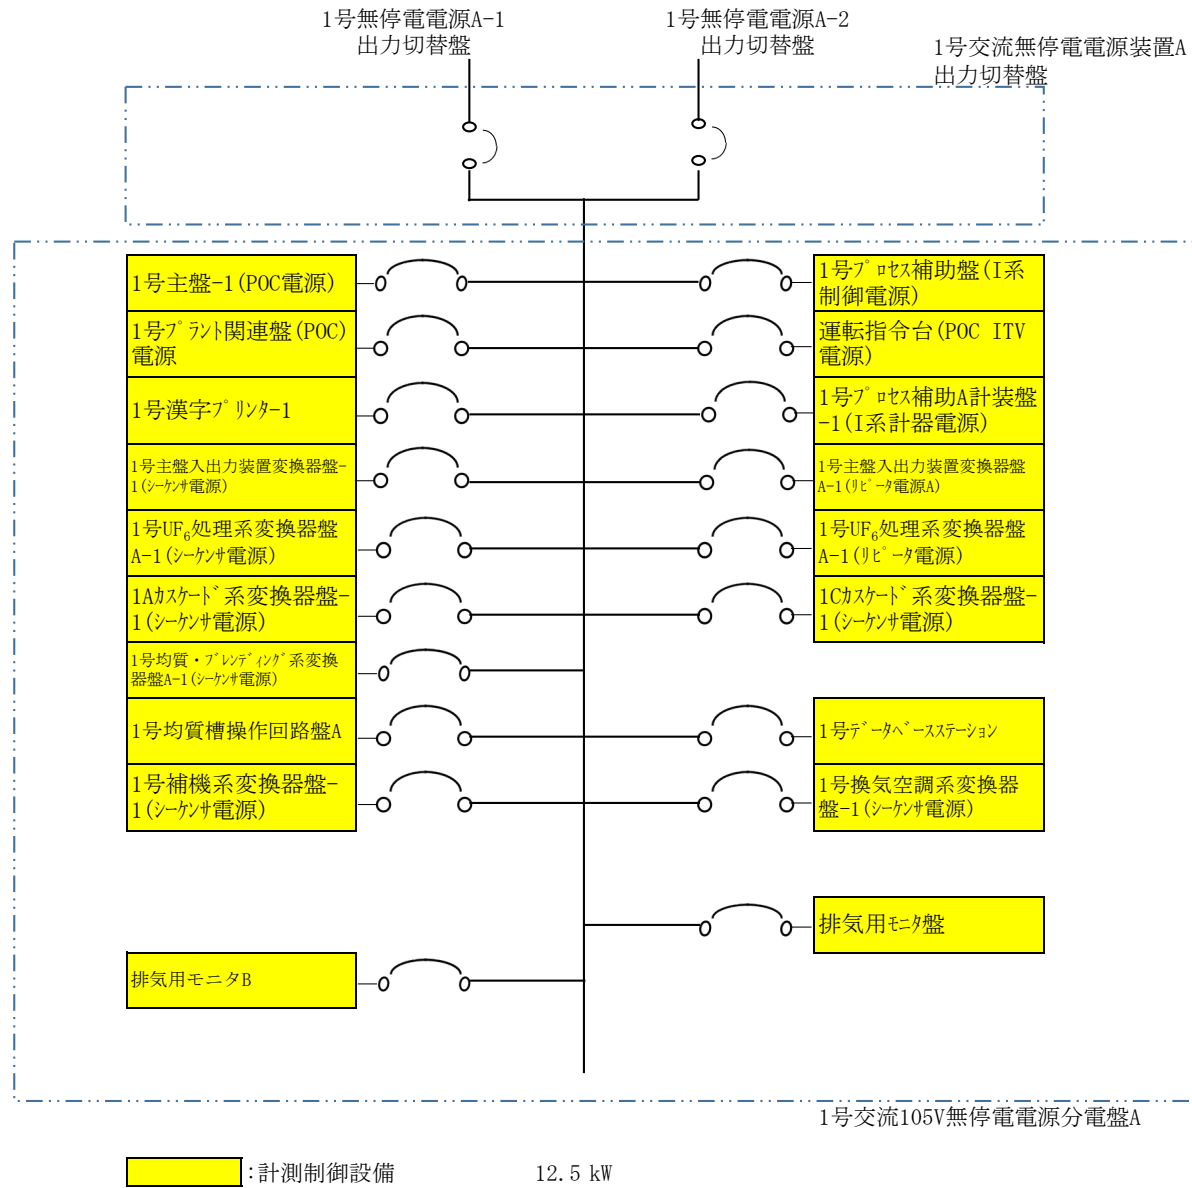 1号無停電電源A-1
出力切替盤
1号無停電電源A-2
出力切替盤
1号交流無停電電源装置A
出力切替盤
1号主盤-1(POC電源)
1号ﾌﾟﾛｾｽ補助盤(I系
制御電源)
1号ﾌﾟﾗﾝﾄ関連盤(POC)
電源
運転指令台(POC ITV
電源)
1号漢字ﾌﾟﾘﾝﾀ-1
1号ﾌﾟﾛｾｽ補助A計装盤
-1(I系計器電源)
1号主盤入出力装置変換器盤-
1(ｼｰｹﾝｻ電源)
1号主盤入出力装置変換器盤
A-1(ﾘﾋﾟｰﾀ電源A)
1号UF₆処理系変換器盤
A-1(ｼｰｹﾝｻ電源)
1号UF₆処理系変換器盤
A-1(ﾘﾋﾟｰﾀ電源)
1Aｶｽｹｰﾄﾞ系変換器盤-
1(ｼｰｹﾝｻ電源)
1Cｶｽｹｰﾄﾞ系変換器盤-
1(ｼｰｹﾝｻ電源)
1号均質・ﾌﾞﾚﾝﾃﾞｨﾝｸﾞ系変換
器盤A-1(ｼｰｹﾝｻ電源)
1号均質槽操作回路盤A
1号ﾃﾞｰﾀﾍﾞｰｽｽﾃｰｼｮﾝ
1号補機系変換器盤-
1(ｼｰｹﾝｻ電源)
1号換気空調系変換器
盤-1(ｼｰｹﾝｻ電源)
排気用ﾓﾆﾀ盤
排気用モニタB
1号交流105V無停電電源分電盤A
:計測制御設備
12.5 kW